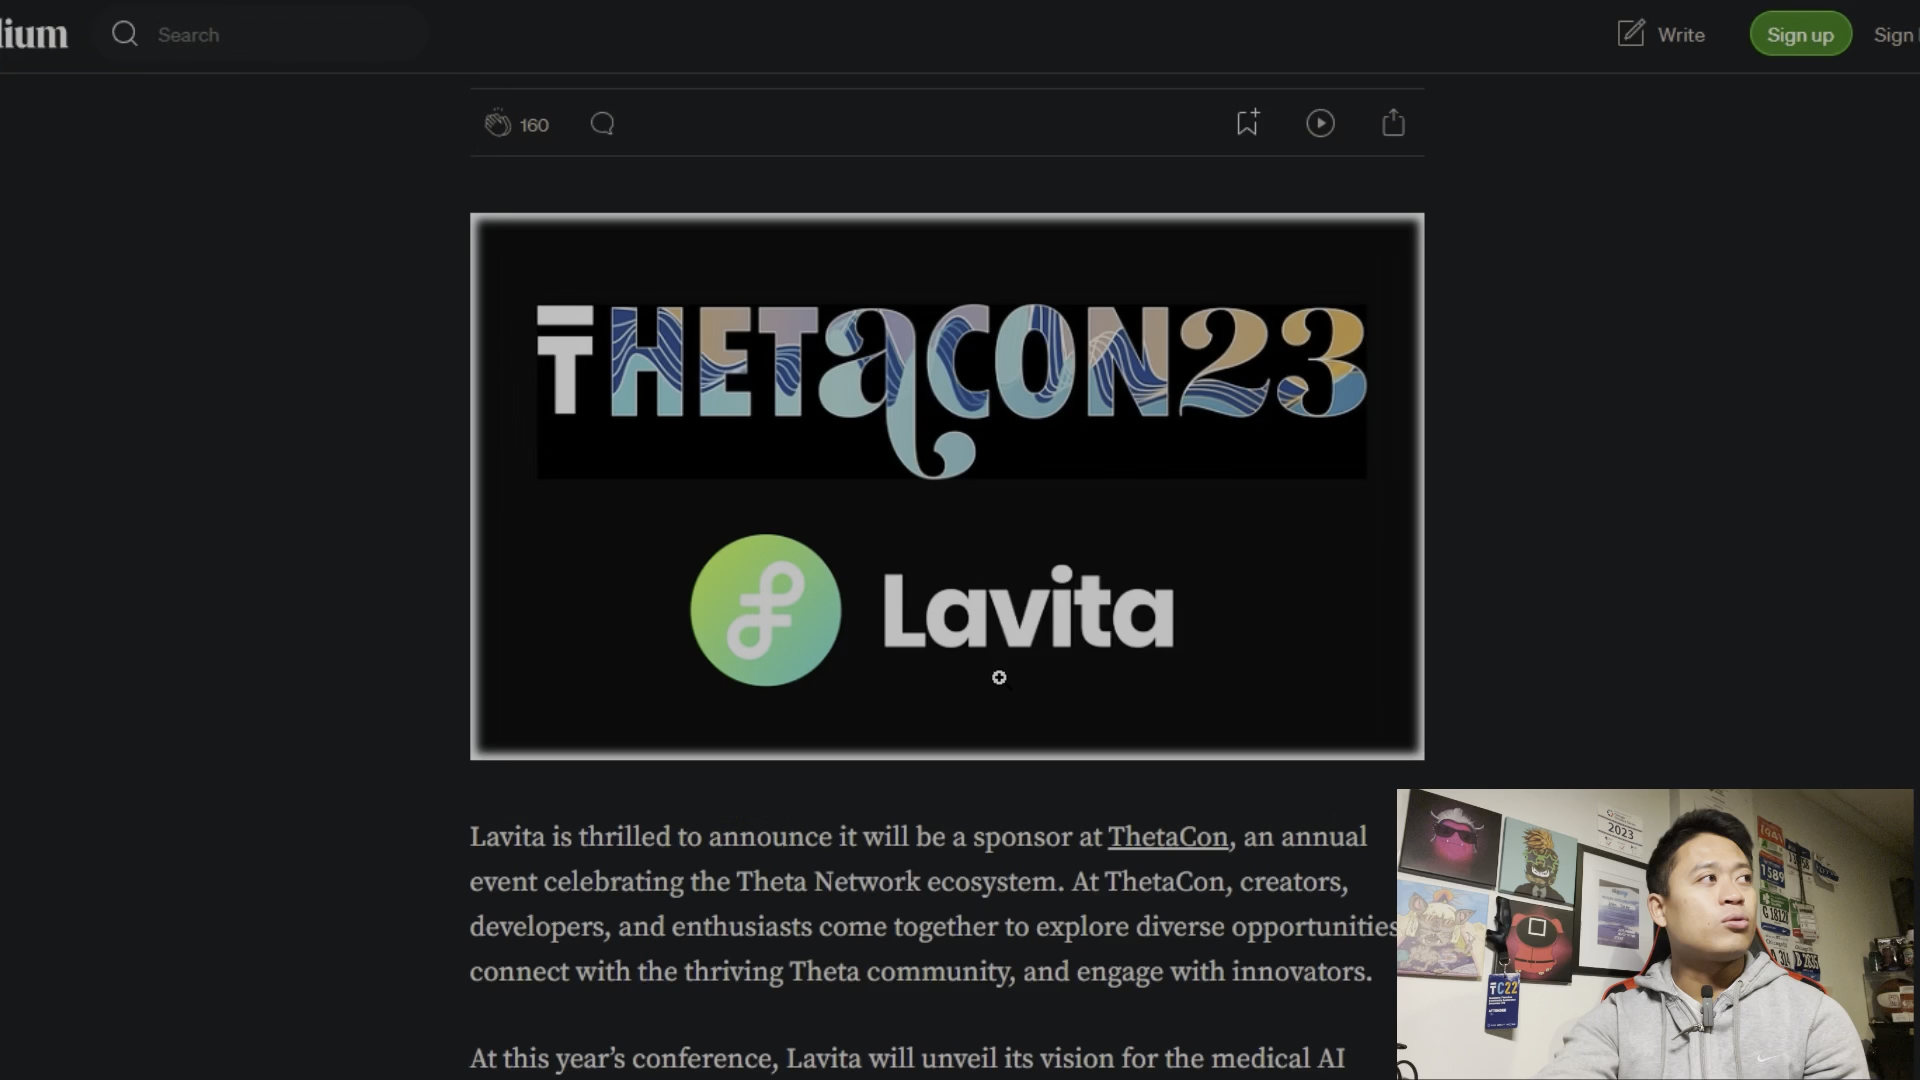 dium
Search
Write
Sign up
Sign
160
THETACON23
Lavita
Lavita is thrilled to announce it will be a sponsor at ThetaCon, an annual
event celebrating the Theta Network ecosystem. At ThetaCon, creators,
developers, and enthusiasts come together to explore diverse opportunities
connect with the thriving Theta community, and engage with innovators.
At this year’s conference, Lavita will unveil its vision for the medical AI
2023
1589
G 18128
TC22